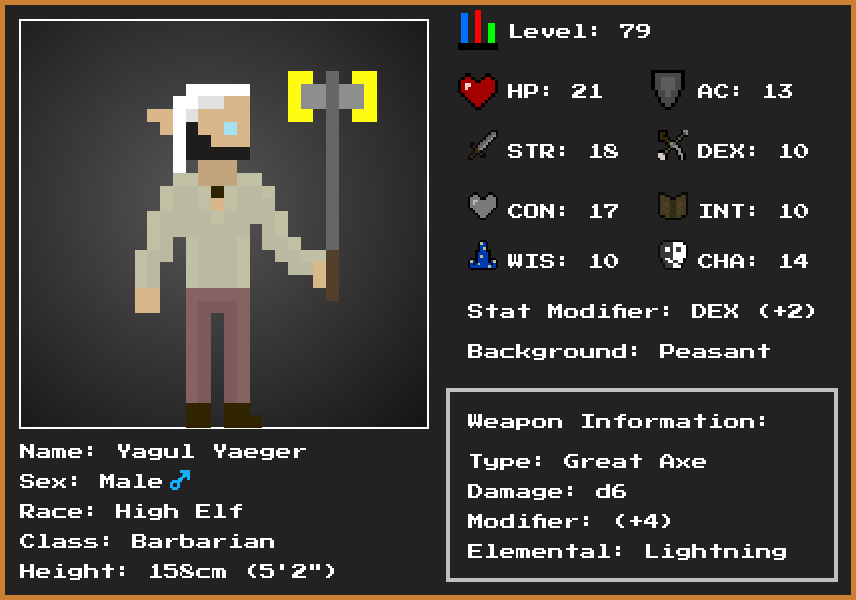 Level: 79
HP: 21
AC: 13
STR: 18
DEX: 10
CON: 17
INT: 10
WIS: 10
CHA: 14
Stat Modifier: DEX (+2)
Background: Peasant
Weapon Information:
Type: Great Axe
Damage: d6
Modifier: (+4)
Elemental: Lightning
Name: Yagul Yaeger
Sex: Male♂
Race: High Elf
Class: Barbarian
Height: 158cm (5'2")